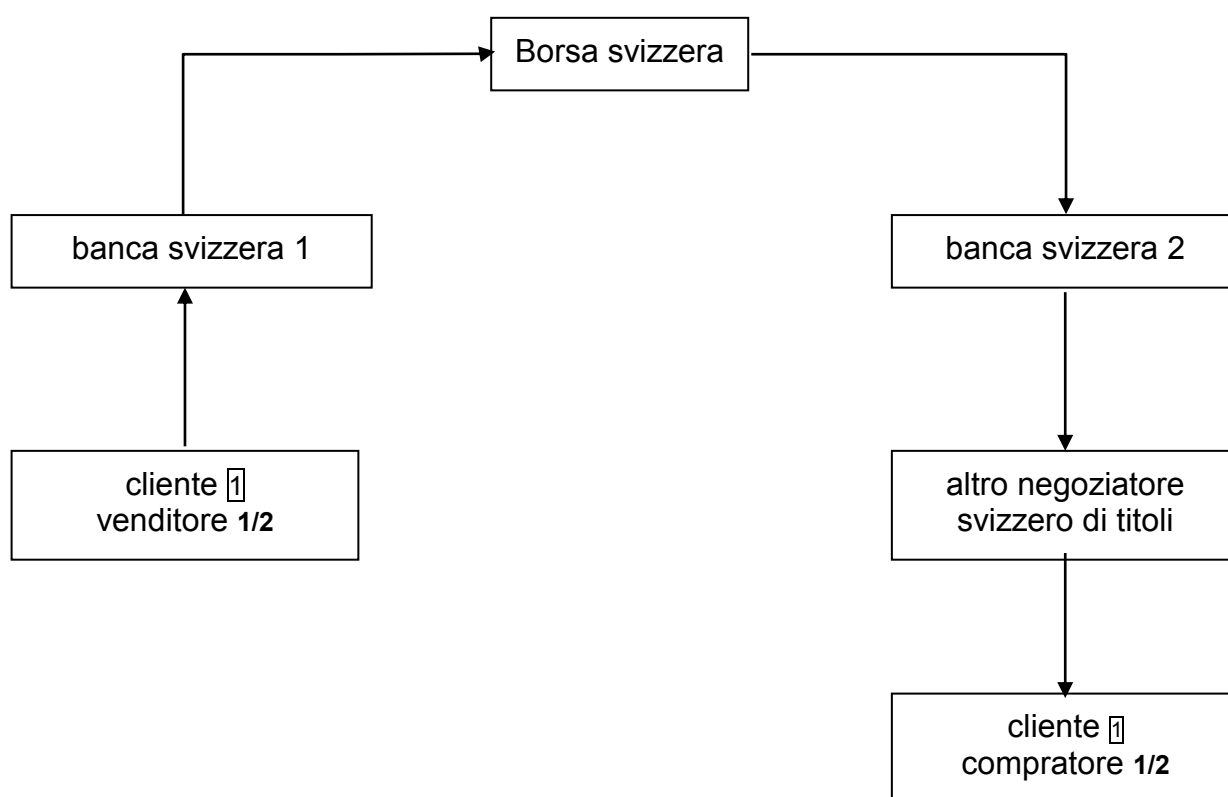 Borsa svizzera
banca svizzera 1
banca svizzera 2
cliente 1
venditore 1/2
altro negoziatore
svizzero di titoli
cliente 1
compratore 1/2